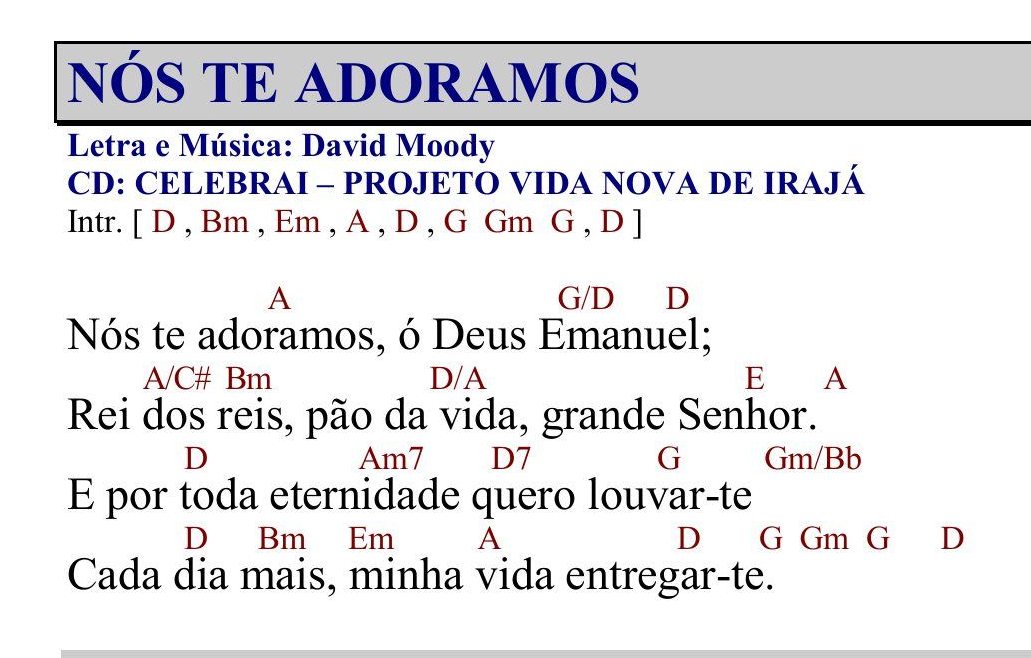 NÓS TE ADORAMOS
Letra e Música: David Moody
CD: CELEBRAI – PROJETO VIDA NOVA DE IRAJÁ
Intr. [ D , Bm , Em , A , D , G Gm G , D ]
A G/D D
Nós te adoramos, ó Deus Emanuel;
A/C# Bm D/A E A
Rei dos reis, pão da vida, grande Senhor.
D Am7 D7 G Gm/Bb
E por toda eternidade quero louvar-te
D Bm Em A D G Gm G D
Cada dia mais, minha vida entregar-te.